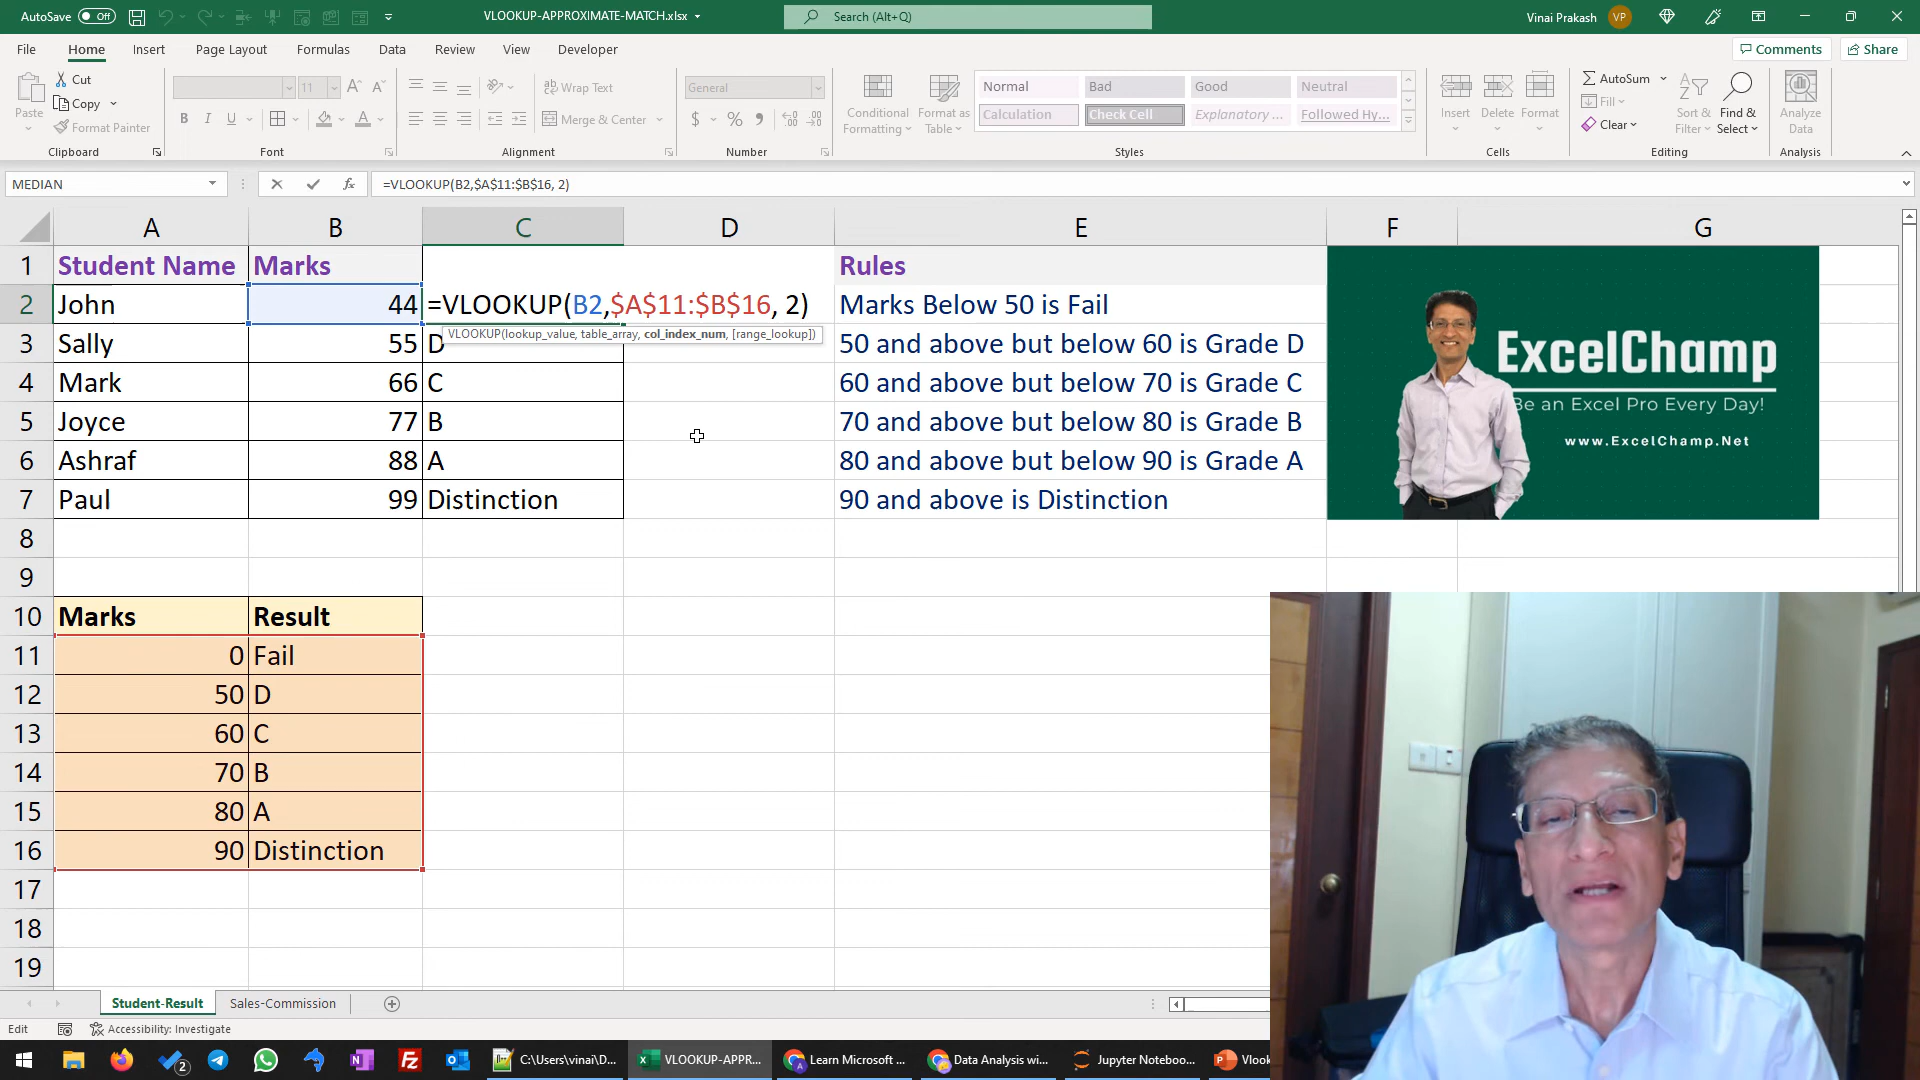 AutoSave Off VLOOKUP-APPROXIMATE-MATCH.xlsx Search (Alt+Q) Vinai Prakash VP
File Home Insert Page Layout Formulas Data Review View Developer Comments Share
Paste Cut Copy Format Painter Clipboard
11 B I U A A A Font
Wrap Text Merge & Center Alignment
General $ % Number
Conditional Formatting Format as Table
Normal Bad Good Neutral
Calculation Check Cell Explanatory ... Followed Hy...
Styles
Insert Delete Format Cells
AutoSum Fill Clear Sort & Filter Find & Select Editing
Analyze Data Analysis
MEDIAN fx =VLOOKUP(B2,$A$11:$B$16, 2)
A B C D E F G
1 Student Name Marks Rules
2 John 44 =VLOOKUP(B2,$A$11:$B$16, 2) Marks Below 50 is Fail
VLOOKUP(lookup_value, table_array, col_index_num, [range_lookup])
3 Sally 55 D 50 and above but below 60 is Grade D
4 Mark 66 C 60 and above but below 70 is Grade C
5 Joyce 77 B 70 and above but below 80 is Grade B
6 Ashraf 88 A 80 and above but below 90 is Grade A
7 Paul 99 Distinction 90 and above is Distinction
ExcelChamp
Be an Excel Pro Every Day!
www.ExcelChamp.Net
8
9
10 Marks Result
11 0 Fail
12 50 D
13 60 C
14 70 B
15 80 A
16 90 Distinction
17
18
19
Student-Result Sales-Commission
Edit Accessibility: Investigate
2 C:\Users\vinai\D... VLOOKUP-APPR... Learn Microsoft ... Data Analysis wi... Jupyter Noteboo... Vlook